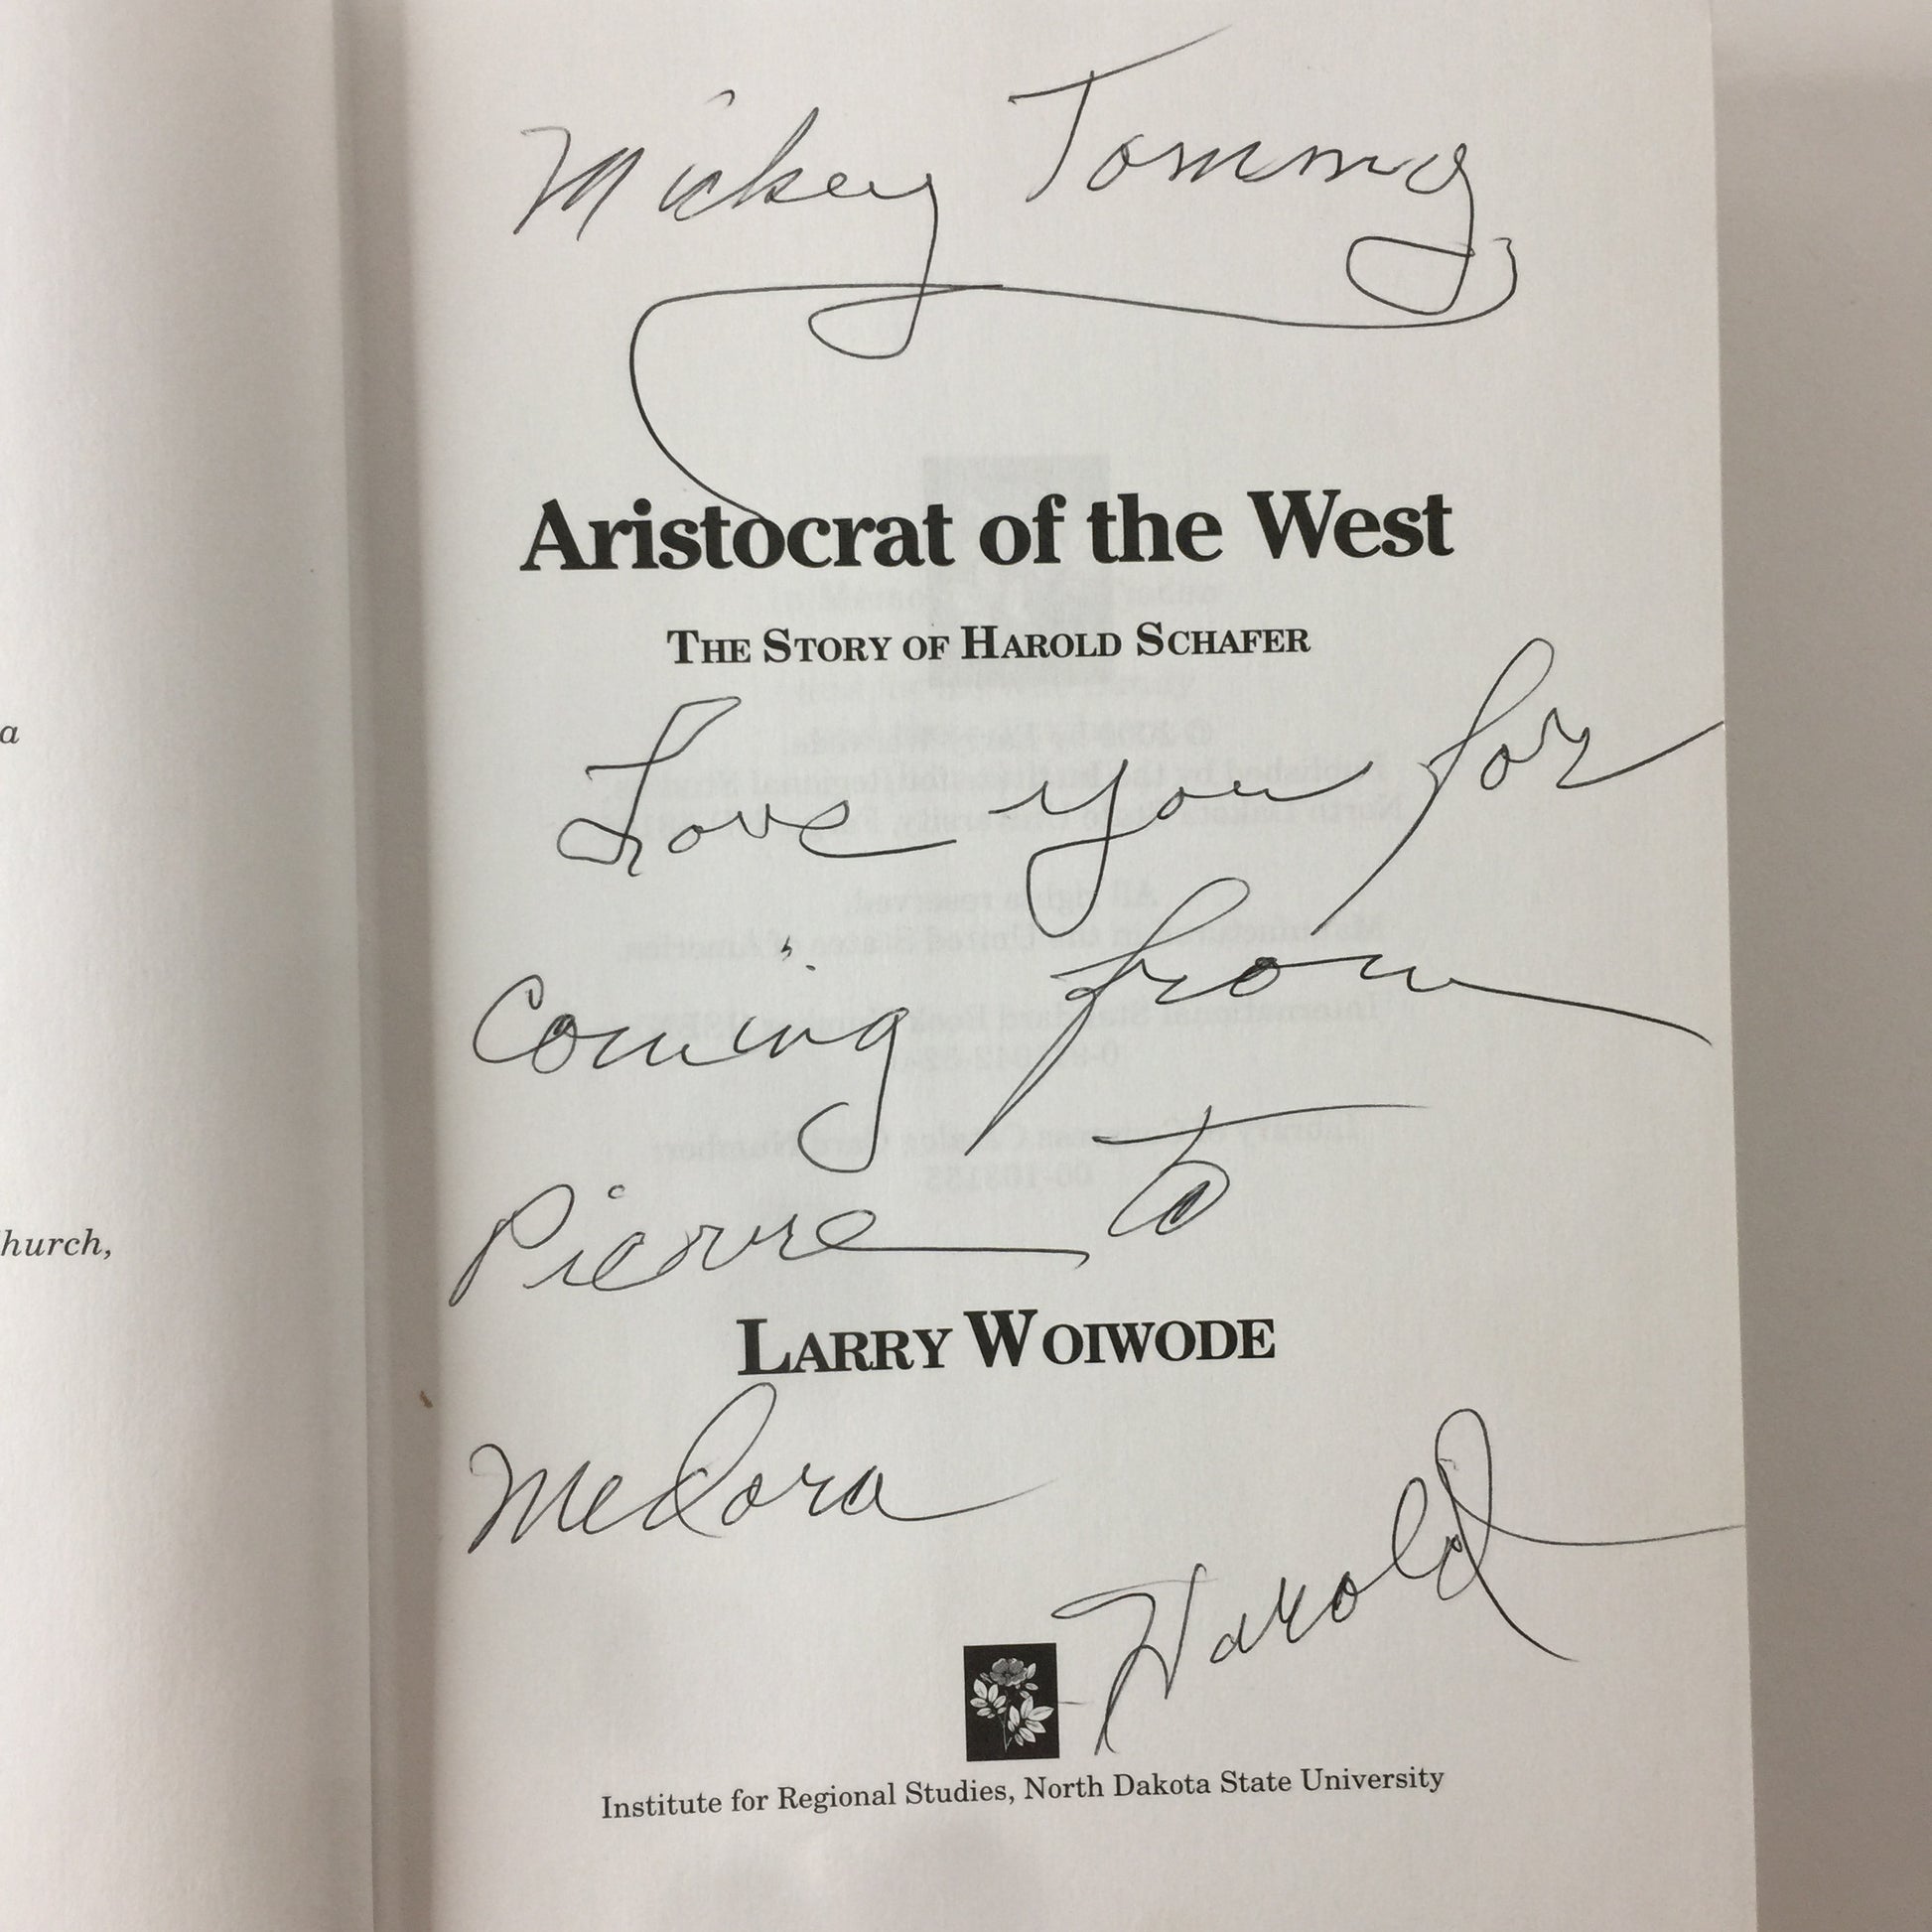 Mickey Tommy
Aristocrat of the West
THE STORY OF HAROLD SCHAFER
Love you for
a
Coming from
Pierre to
hurch,
LARRY WOIWODE
Medora
Harold
Institute for Regional Studies, North Dakota State University